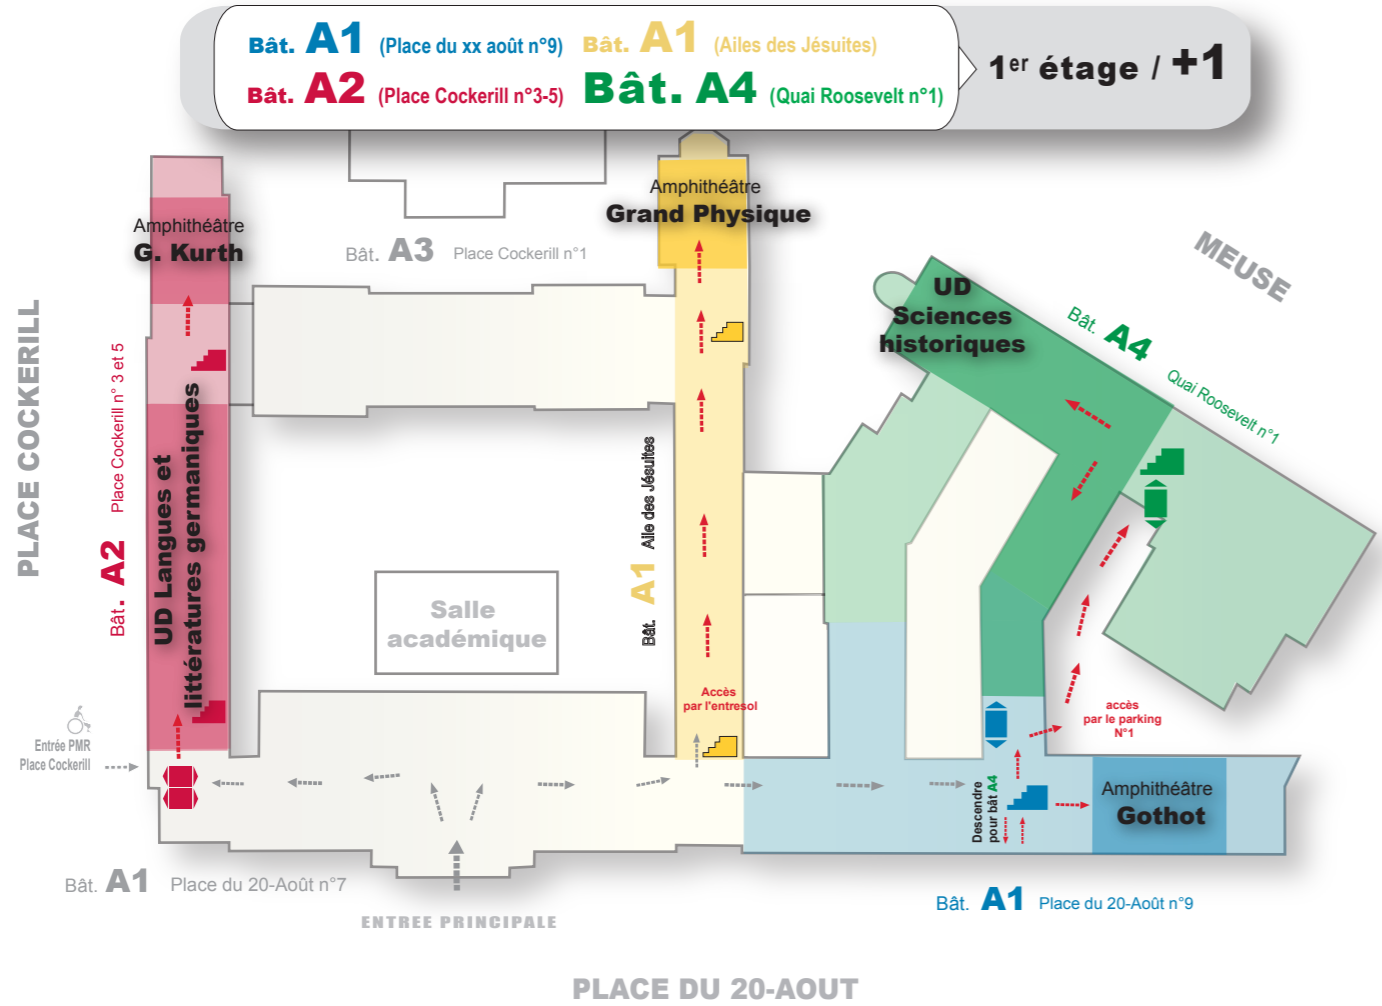 Bât. A1 (Place du xx août n°9) Bât. A1 (Ailes des Jésuites)
Bât. A2 (Place Cockerill n°3-5) Bât. A4 (Quai Roosevelt n°1)
1er étage / +1
Amphithéâtre
G. Kurth
Bât. A3 Place Cockerill n°1
Amphithéâtre
Grand Physique
MEUSE
UD
Sciences
historiques
Bât. A4
Quai Roosevelt n°1
PLACE COCKERILL
Bât. A2 Place Cockerill n° 3 et 5
UD Langues et
littératures germaniques
Bât. A1 Aile des Jésuites
Salle
académique
Accès
par l'entresol
accès
par le parking
N°1
Entrée PMR
Place Cockerill
Descendre
pour bât A4
Amphithéâtre
Gothot
Bât. A1 Place du 20-Août n°7
ENTREE PRINCIPALE
Bât. A1 Place du 20-Août n°9
PLACE DU 20-AOUT